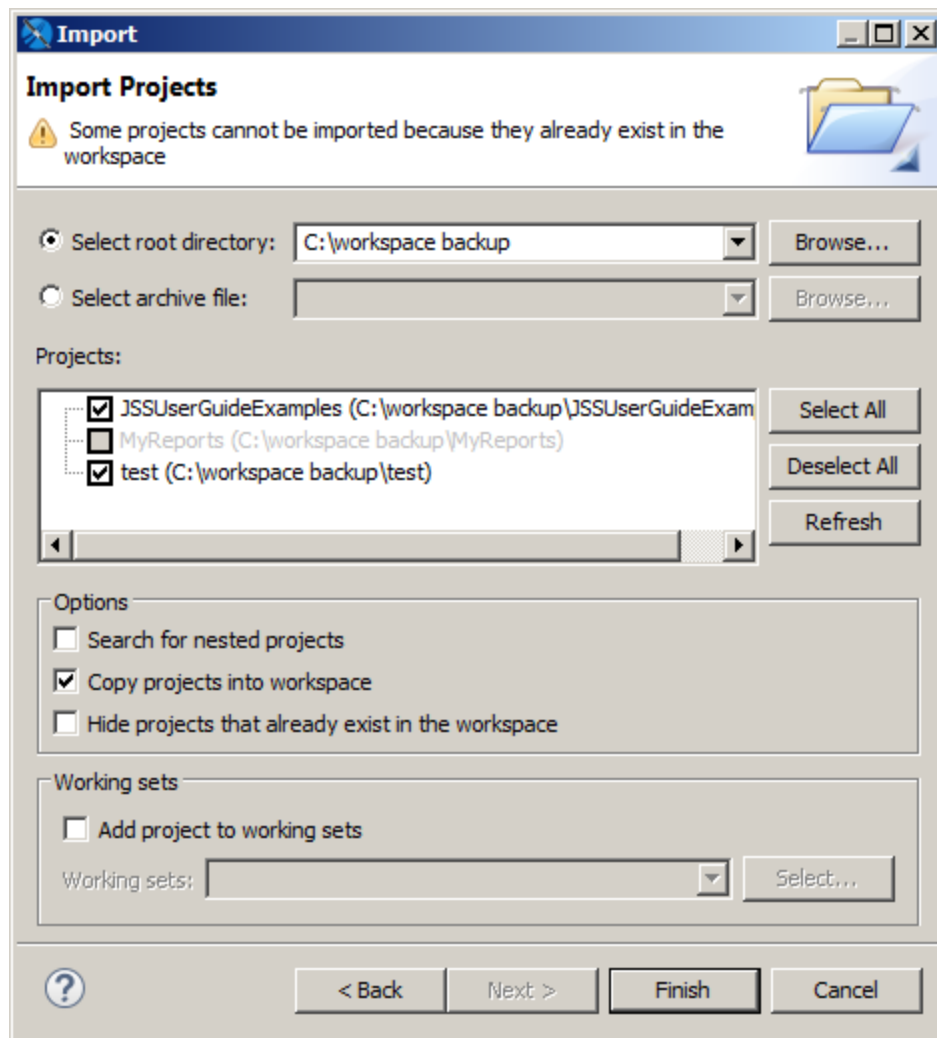 Import
Import Projects
Some projects cannot be imported because they already exist in the
workspace
Select root directory: C:\workspace backup Browse...
Select archive file: Browse...
Projects:
JSSUserGuideExamples (C:\workspace backup\JSSUserGuideExam
MyReports (C:\workspace backup\MyReports)
test (C:\workspace backup\test)
Select All
Deselect All
Refresh
Options
Search for nested projects
Copy projects into workspace
Hide projects that already exist in the workspace
Working sets
Add project to working sets
Working sets: Select...
? < Back Next > Finish Cancel